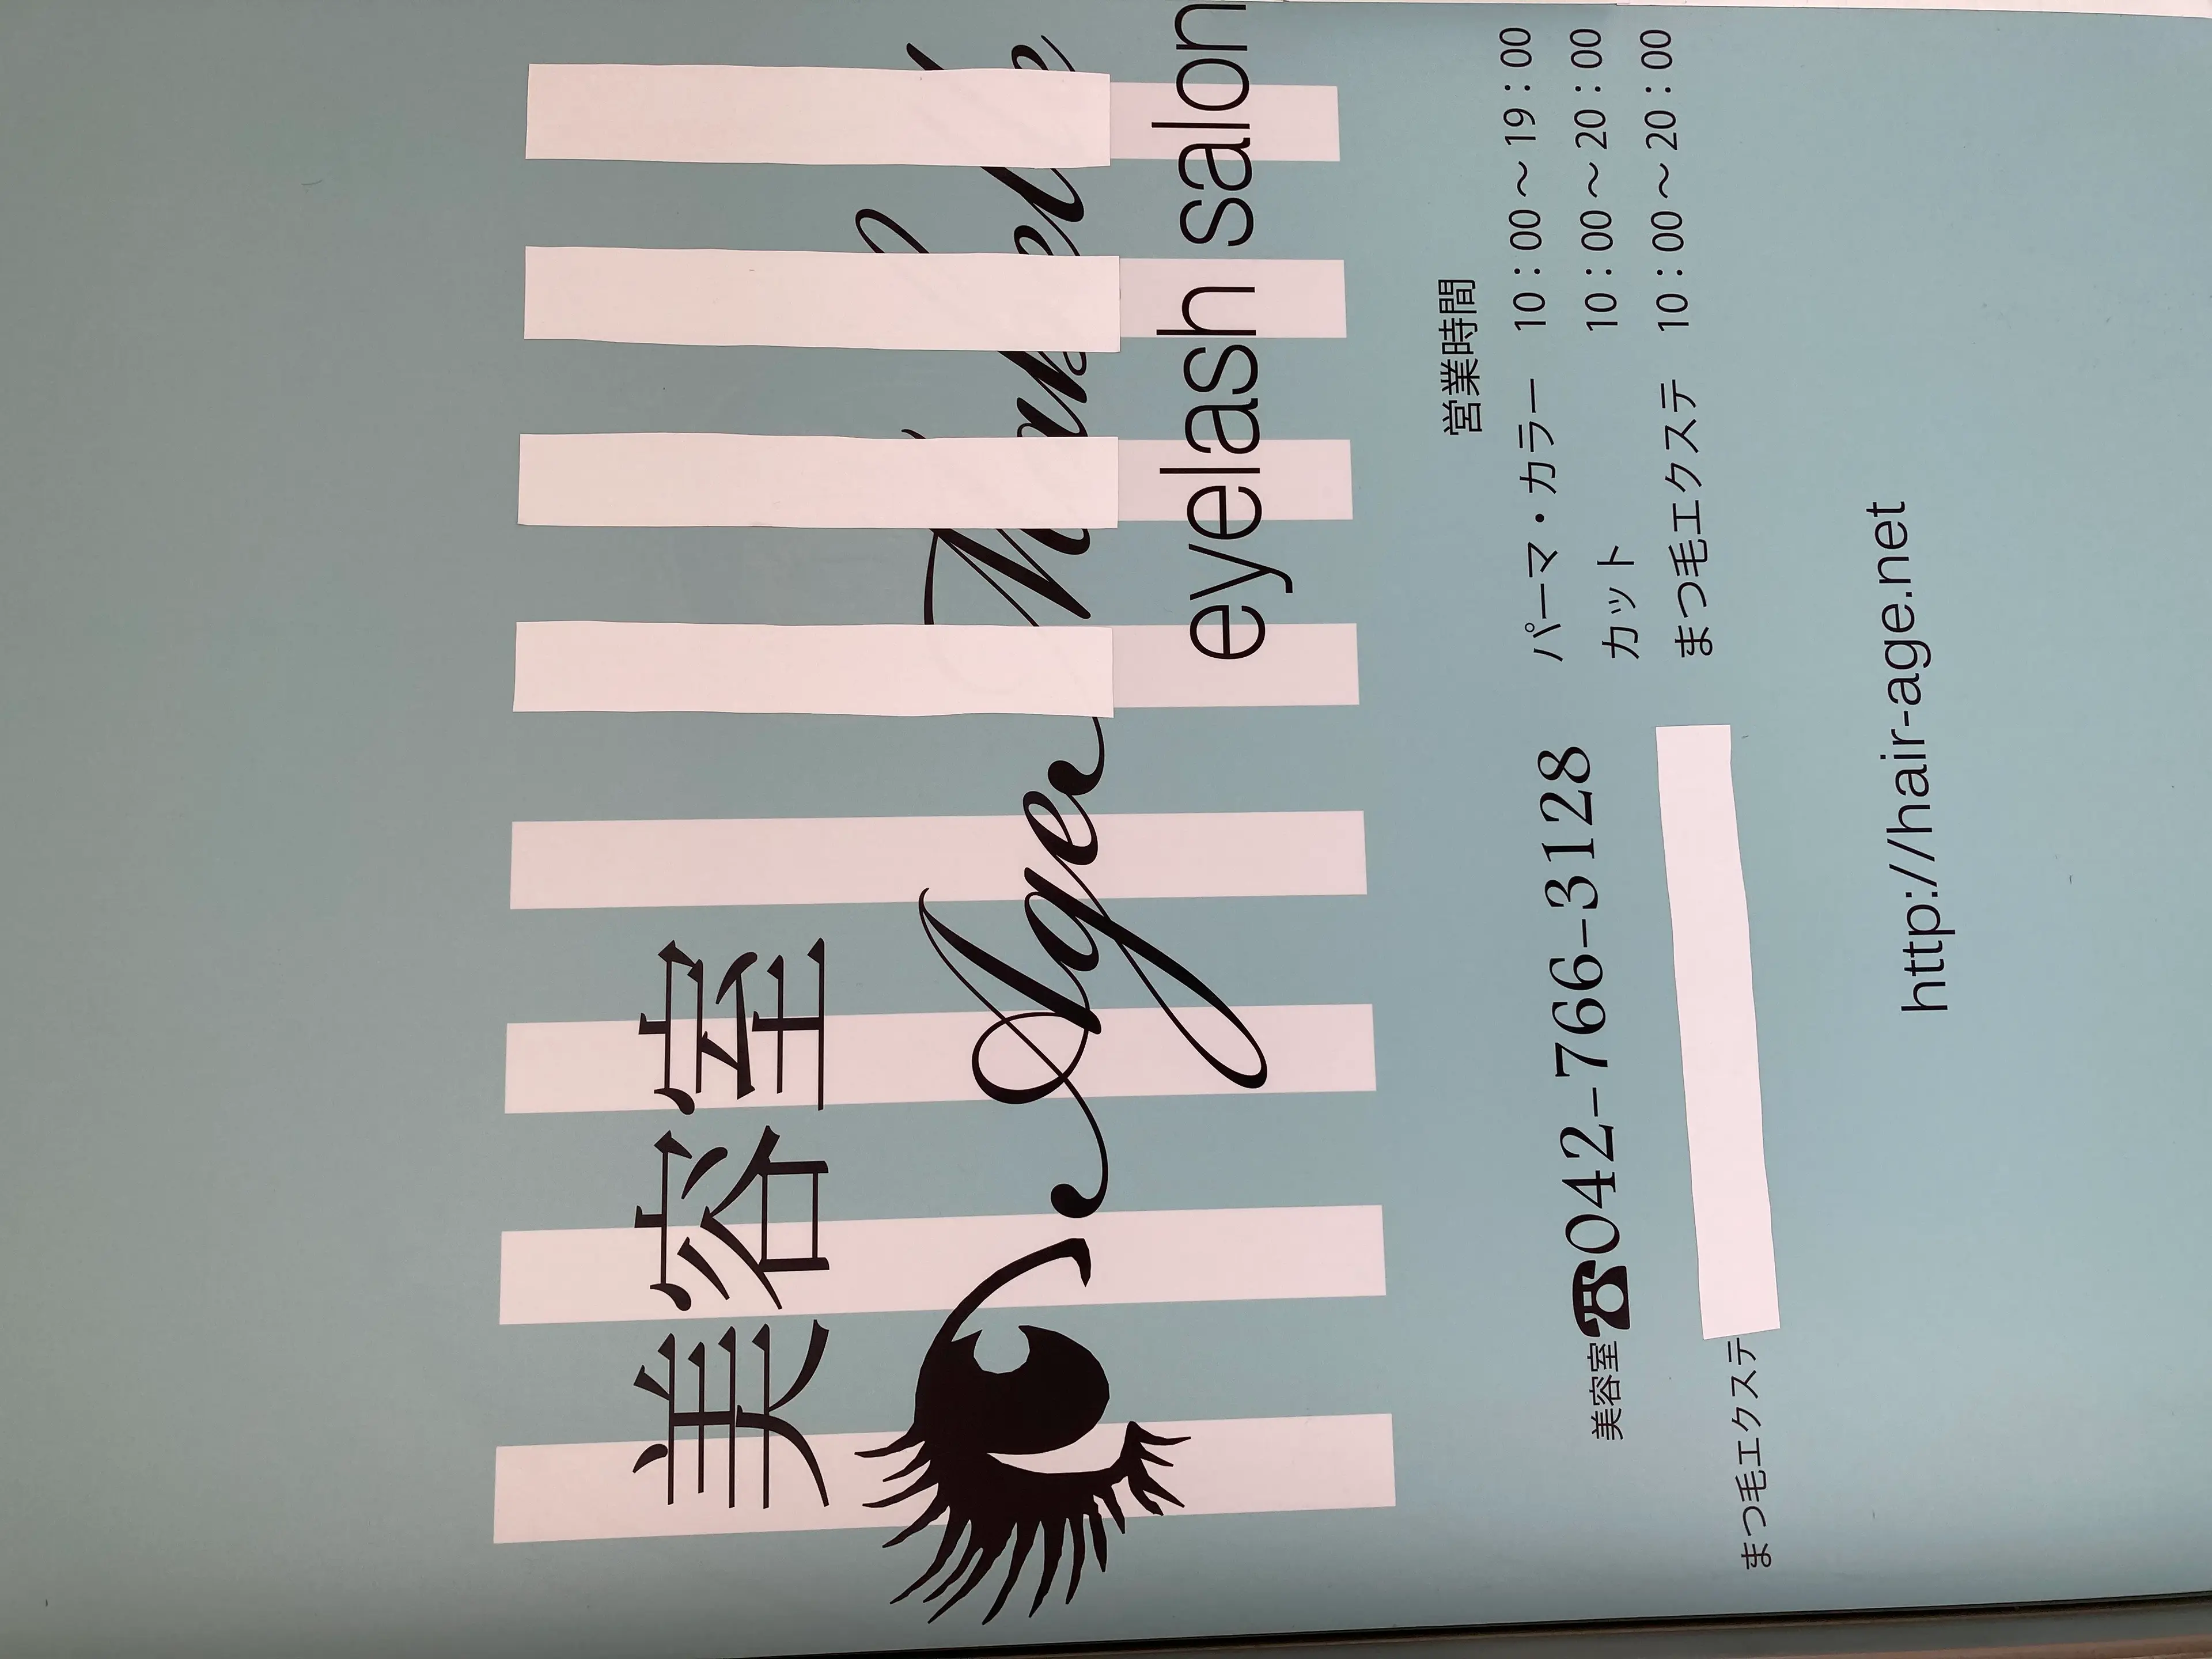 美容室
Age
eyelash salon
営業時間
パーマ・カラー 10：00～19：00
カット 10：00～20：00
まつ毛エクステ 10：00～20：00
美容室☎042-766-3128
まつ毛エクステ
http://hair-age.net